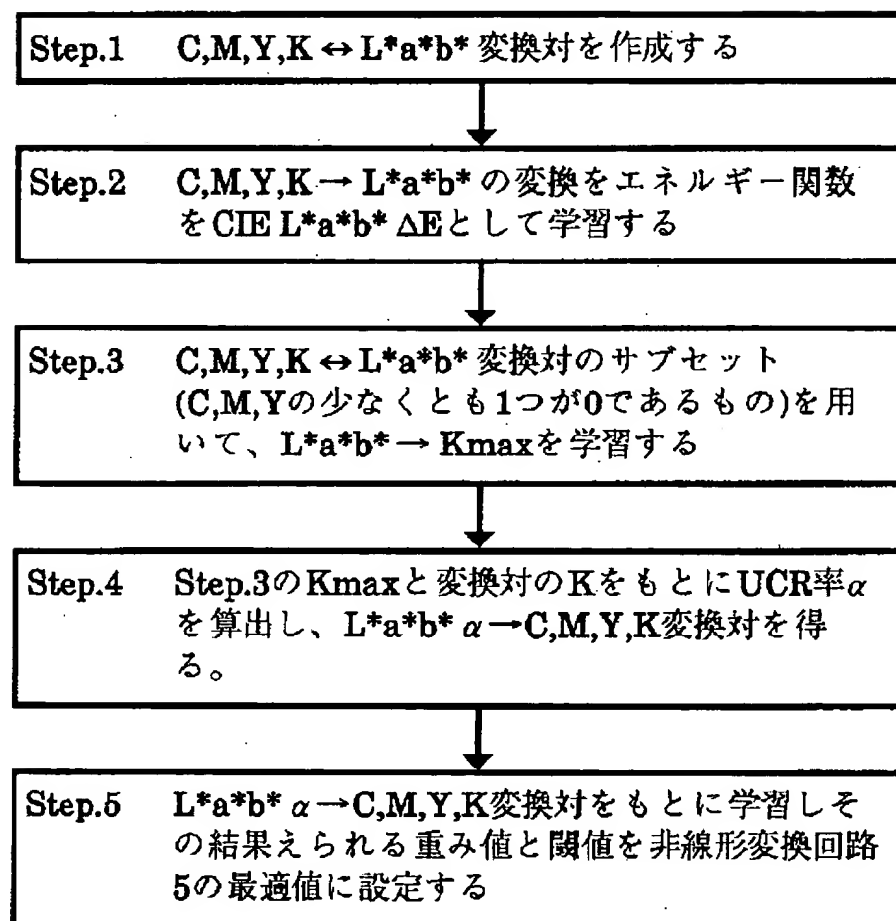 Step.1 C,M,Y,K ↔ L*a*b* 変換対を作成する
Step.2 C,M,Y,K → L*a*b* の変換をエネルギー関数
をCIE L*a*b* ΔEとして学習する
Step.3 C,M,Y,K ↔ L*a*b* 変換対のサブセット
(C,M,Yの少なくとも1つが0であるもの)を用
いて、L*a*b* → Kmaxを学習する
Step.4 Step.3のKmaxと変換対のKをもとにUCR率α
を算出し、L*a*b* α→C,M,Y,K変換対を得
る。
Step.5 L*a*b* α→C,M,Y,K変換対をもとに学習しそ
の結果えられる重み値と閾値を非線形変換回路
5の最適値に設定する